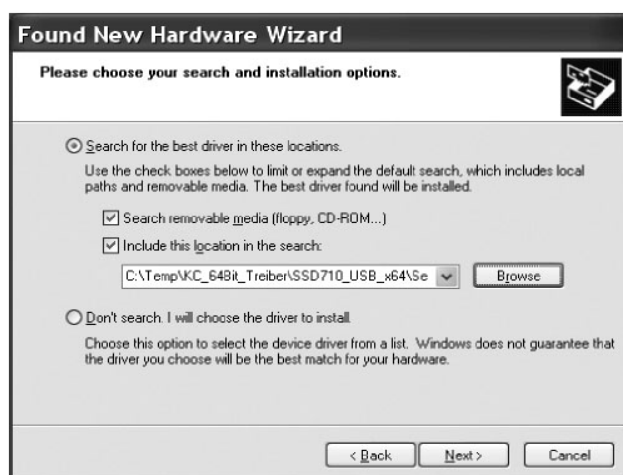 Found New Hardware Wizard
Please choose your search and installation options.
Search for the best driver in these locations.
Use the check boxes below to limit or expand the default search, which includes local
paths and removable media. The best driver found will be installed.
Search removable media (floppy, CD-ROM...)
Include this location in the search:
C:\Temp\KC_64Bit_Treiber\SSD710_USB_x64\Se
Browse
Don't search. I will choose the driver to install.
Choose this option to select the device driver from a list. Windows does not guarantee that
the driver you choose will be the best match for your hardware.
< Back
Next >
Cancel